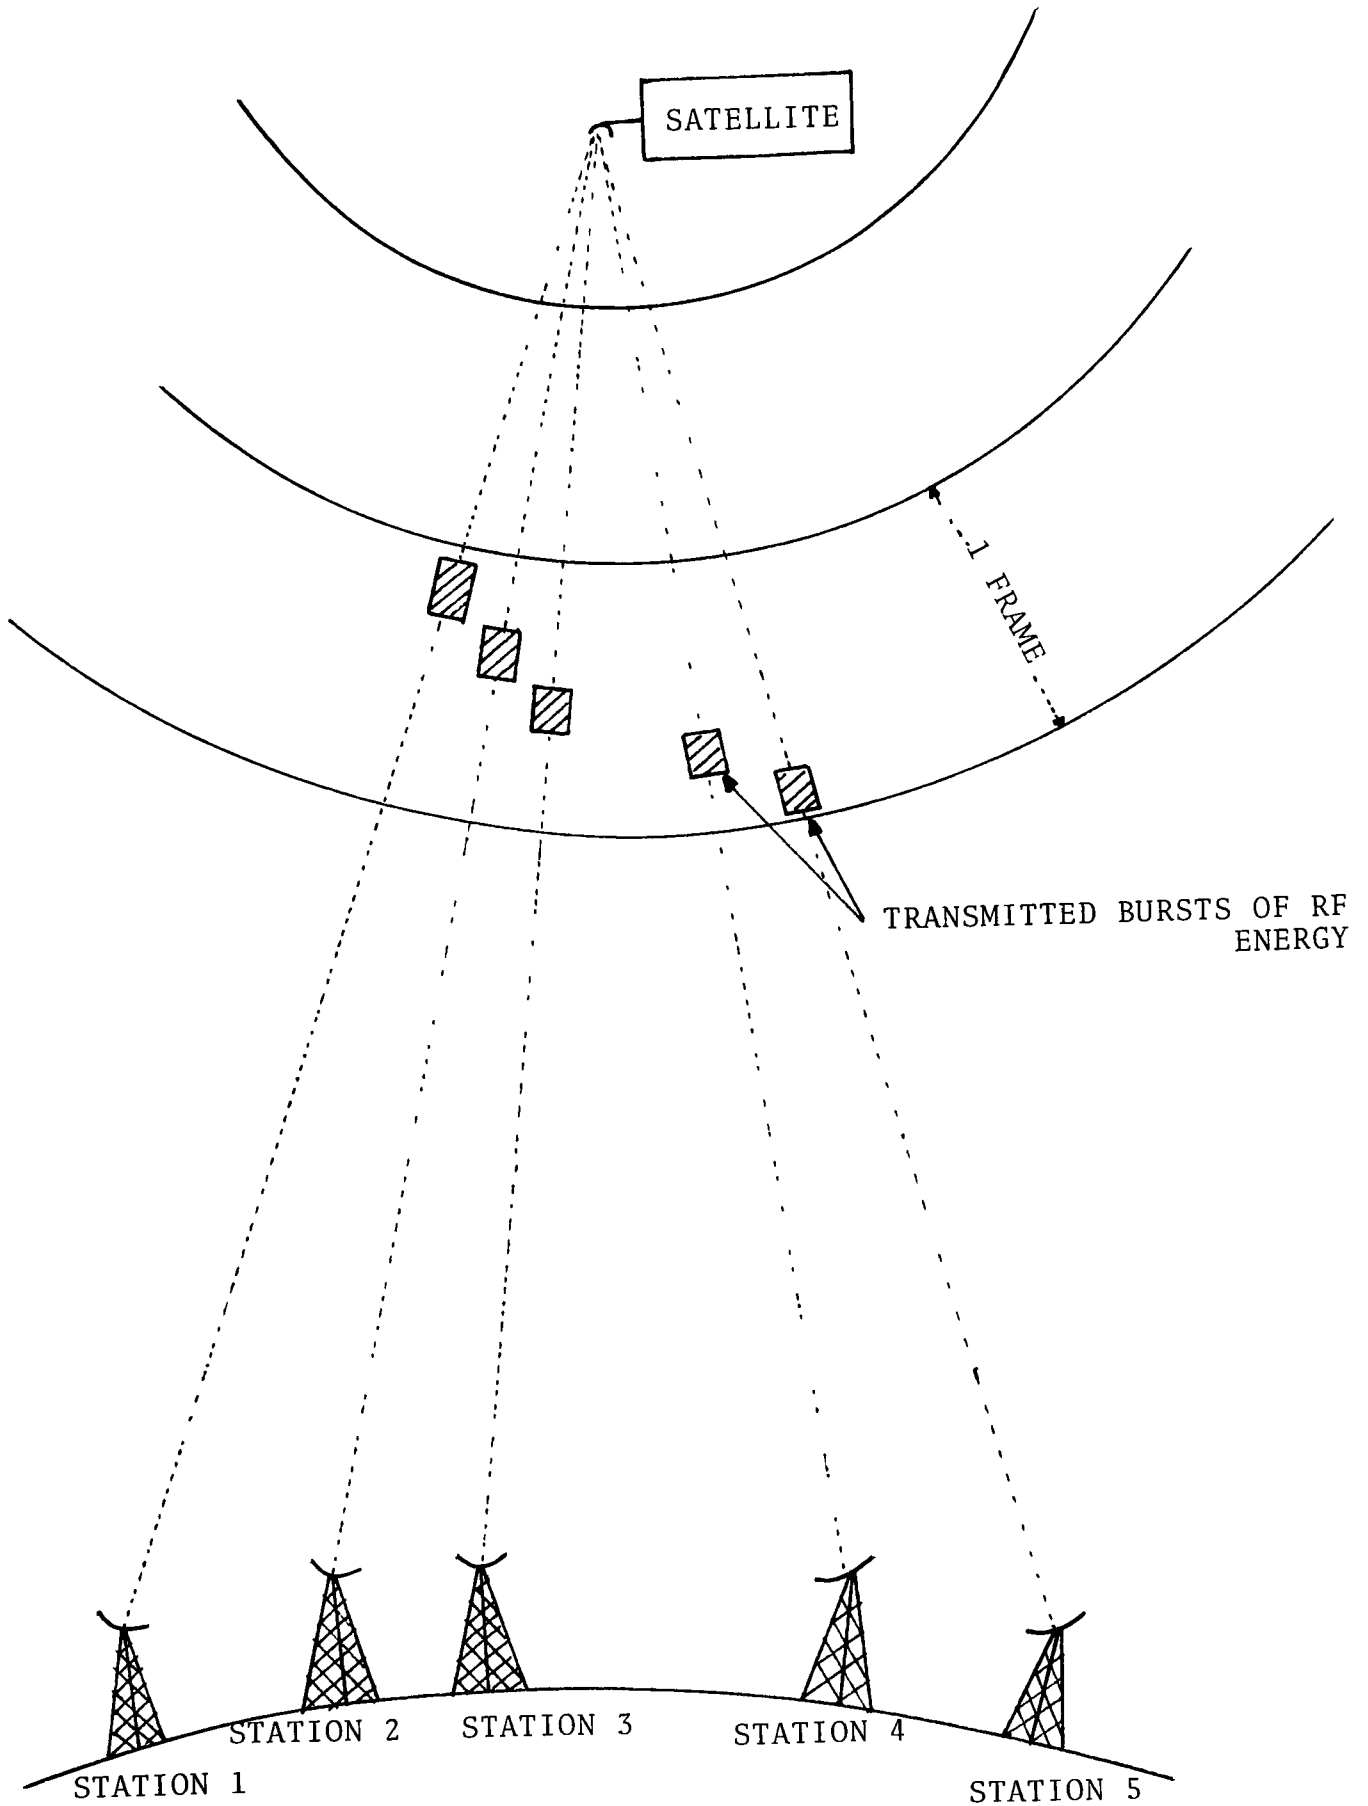 SATELLITE
1 FRAME
TRANSMITTED BURSTS OF RF
ENERGY
STATION 1
STATION 2
STATION 3
STATION 4
STATION 5